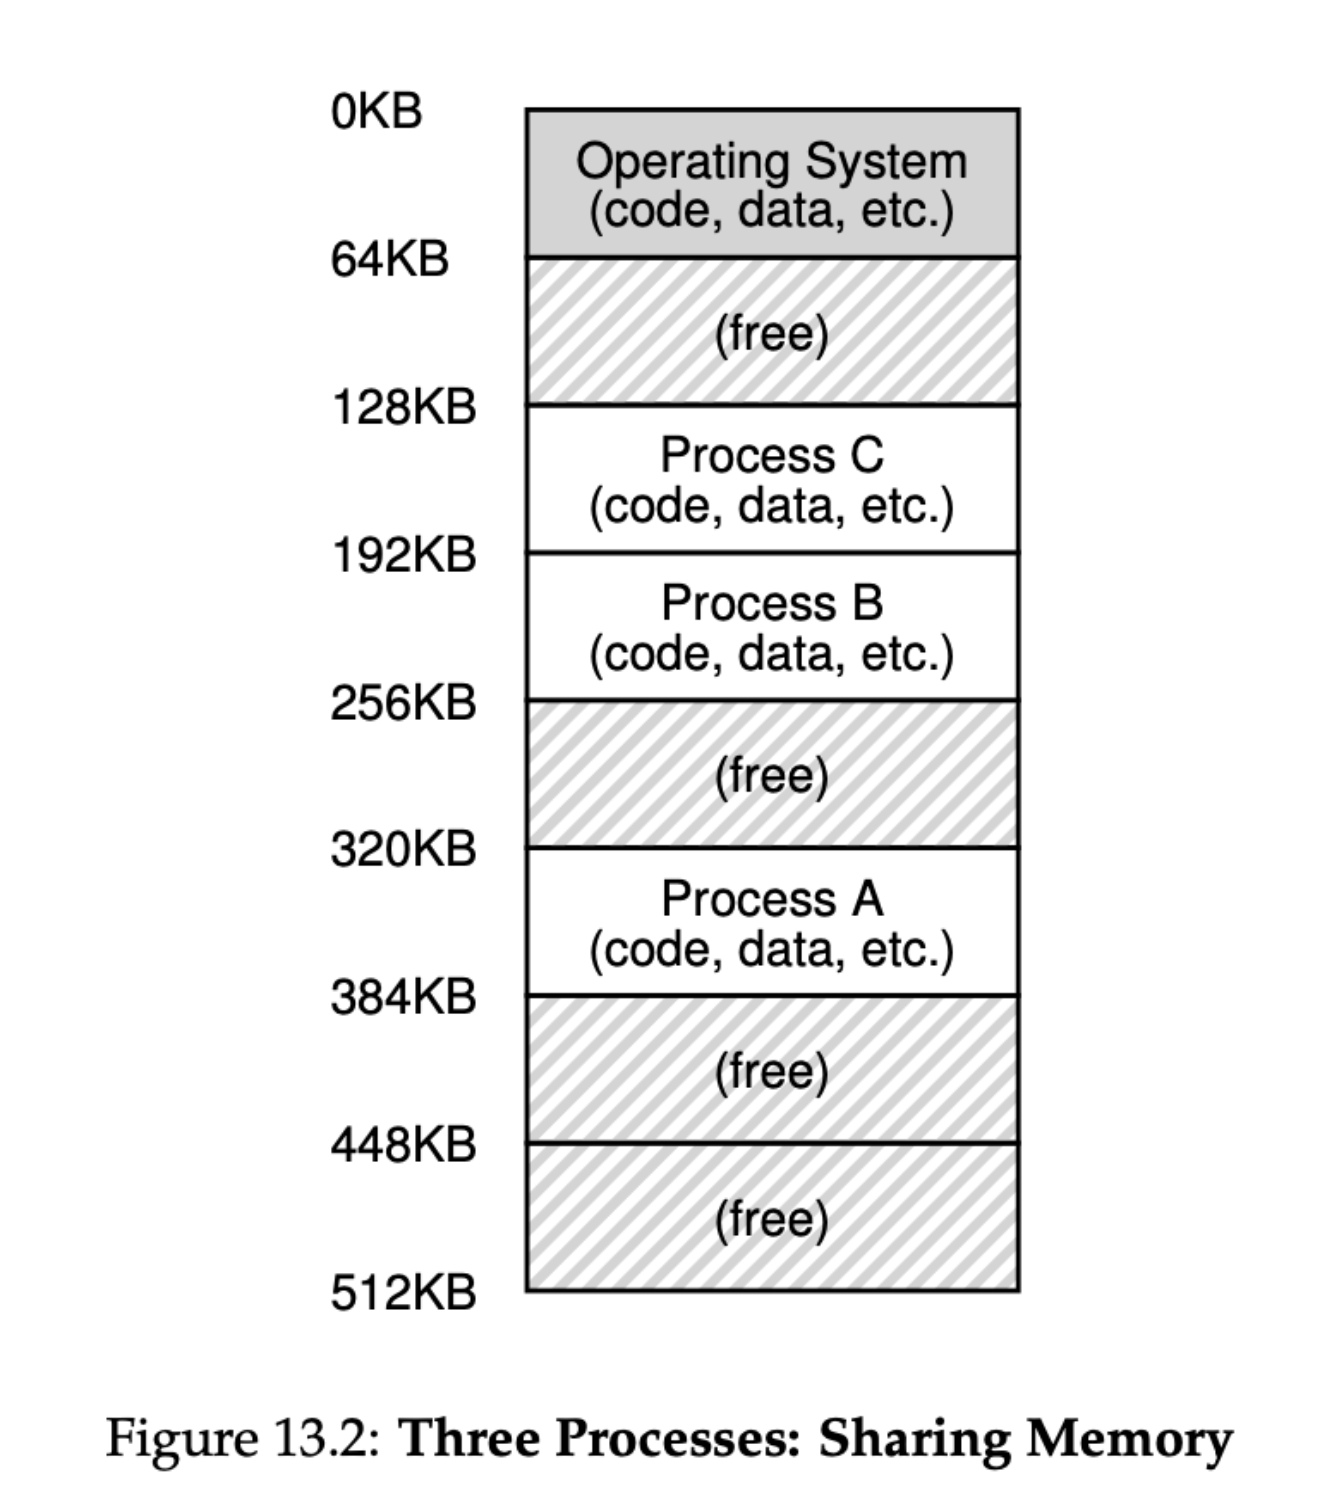 0KB
Operating System
(code, data, etc.)
64KB
(free)
128KB
Process C
(code, data, etc.)
192KB
Process B
(code, data, etc.)
256KB
(free)
320KB
Process A
(code, data, etc.)
384KB
(free)
448KB
(free)
512KB
Figure 13.2: Three Processes: Sharing Memory